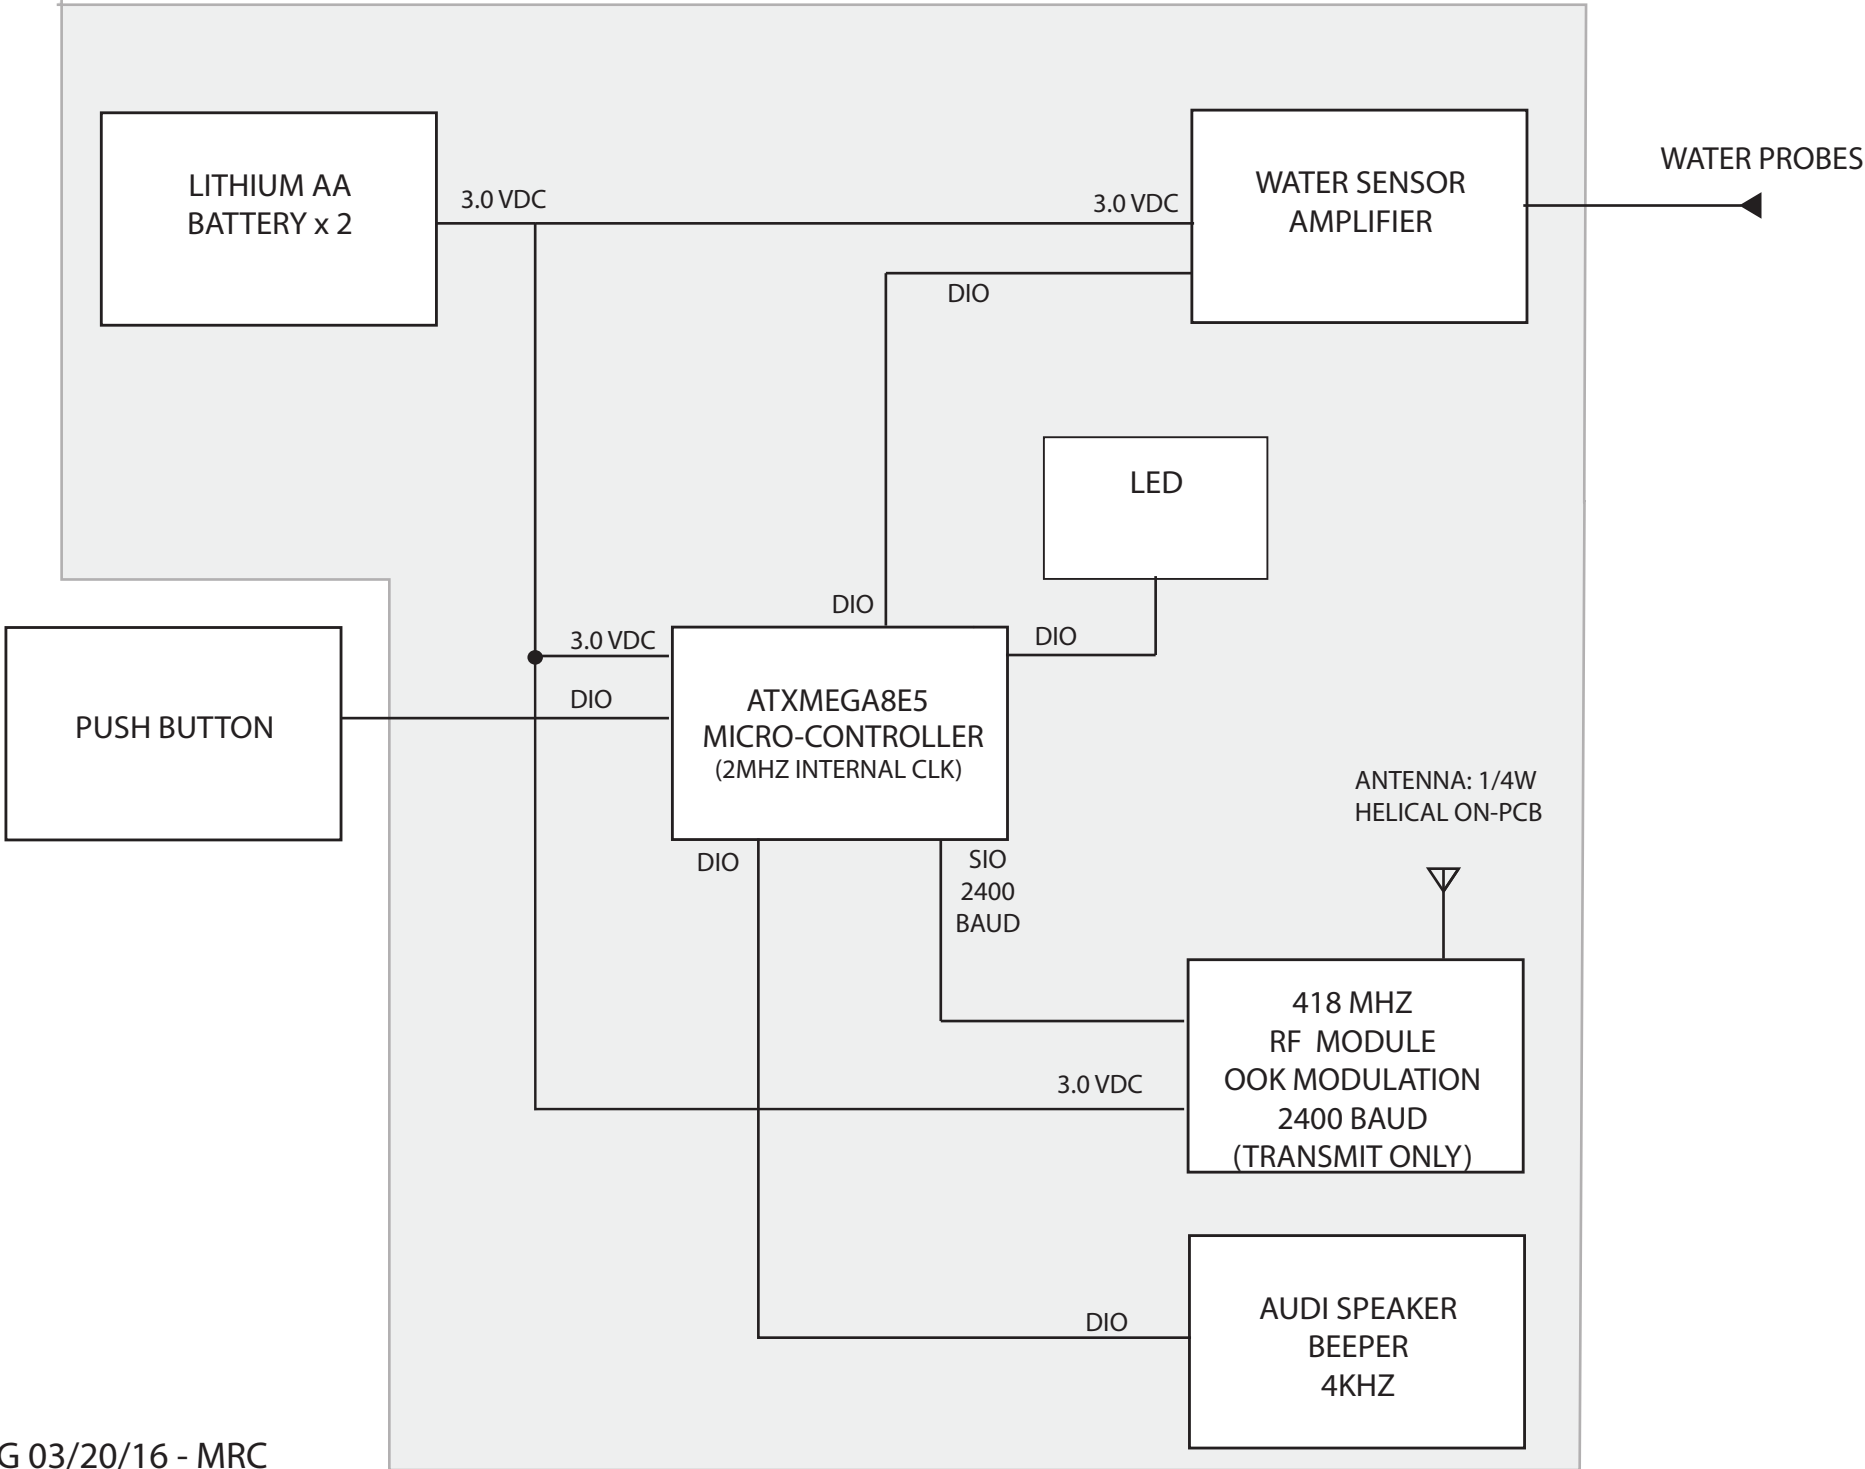 LITHIUM AA
BATTERY x 2
3.0 VDC
3.0 VDC
WATER SENSOR
AMPLIFIER
WATER PROBES
DIO
LED
DIO
DIO
3.0 VDC
DIO
PUSH BUTTON
ATXMEGA8E5
MICRO-CONTROLLER
(2MHZ INTERNAL CLK)
DIO
SIO
2400
BAUD
ANTENNA: 1/4W
HELICAL ON-PCB
418 MHZ
RF MODULE
OOK MODULATION
2400 BAUD
(TRANSMIT ONLY)
3.0 VDC
DIO
AUDI SPEAKER
BEEPER
4KHZ
03/20/16 - MRC